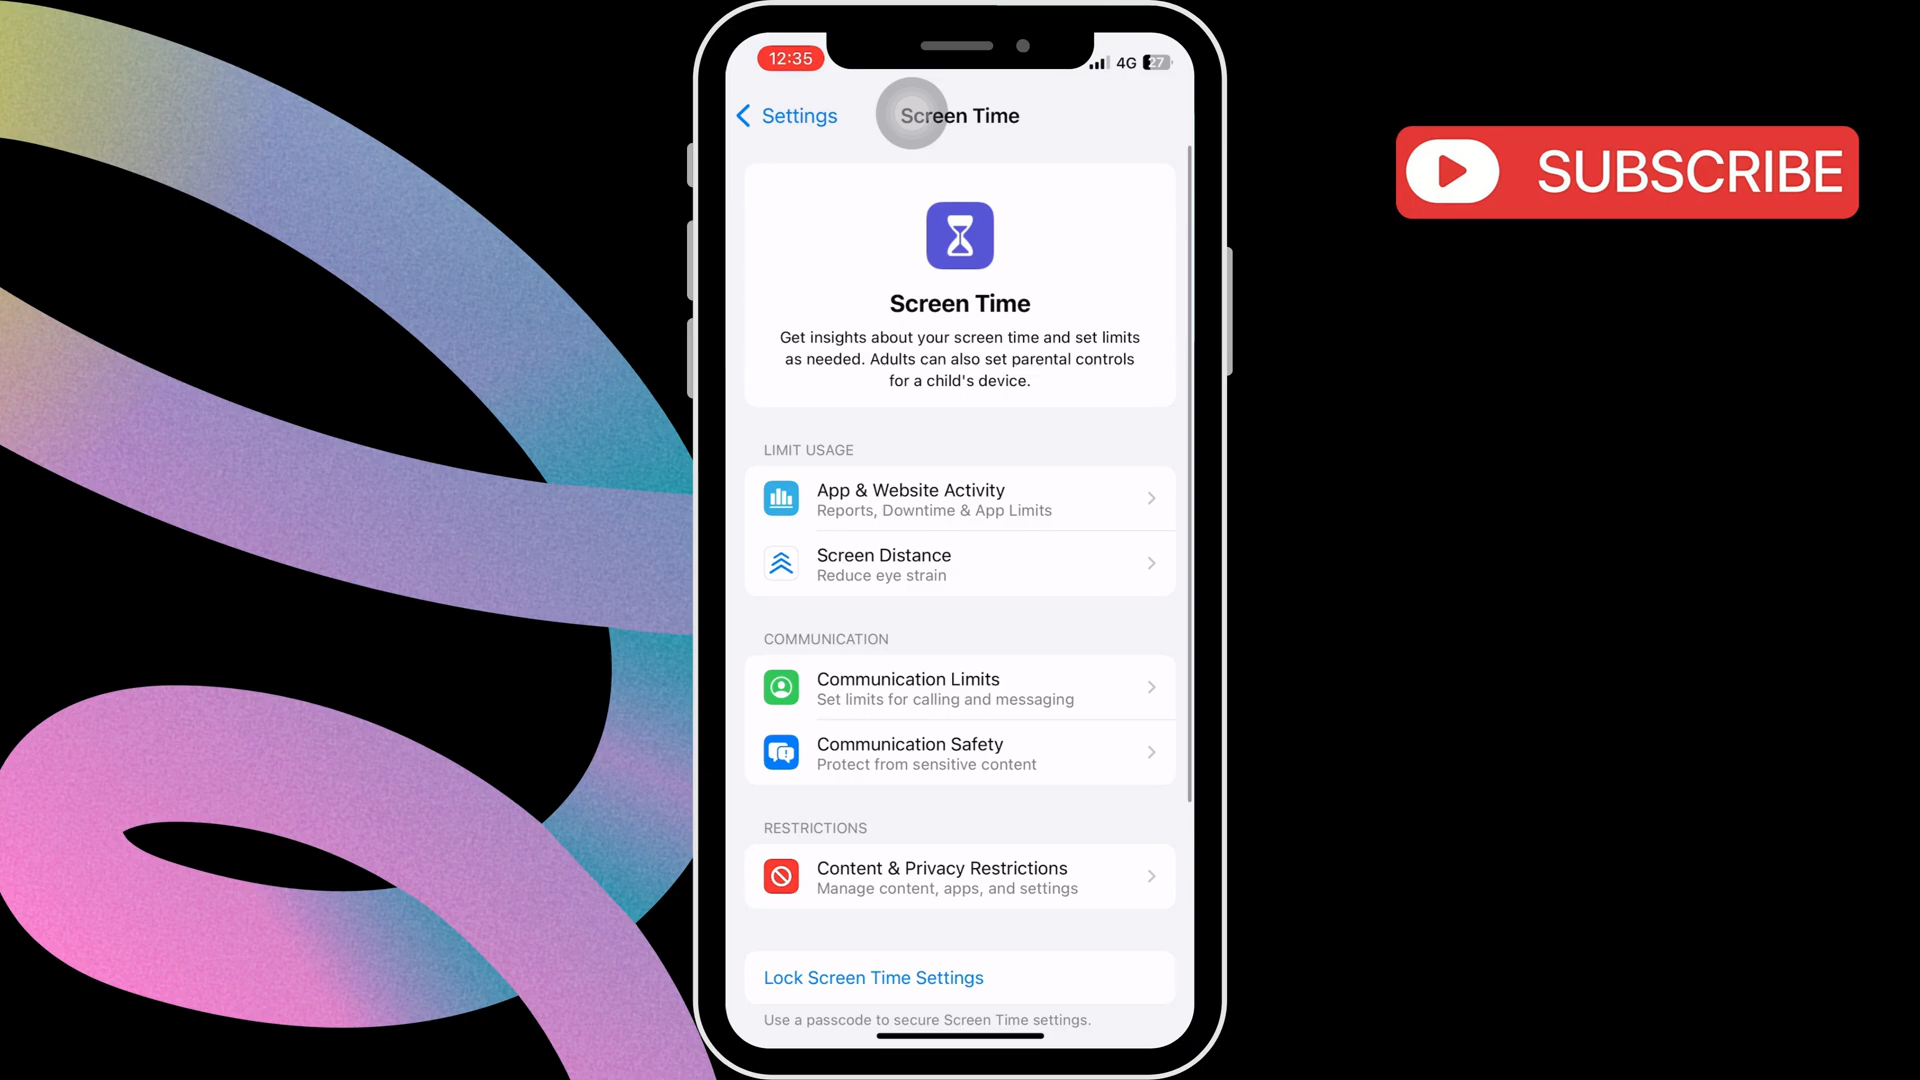 12:35
4G 27
Settings
Screen Time
SUBSCRIBE
Screen Time
Get insights about your screen time and set limits
as needed. Adults can also set parental controls
for a child's device.
LIMIT USAGE
App & Website Activity
Reports, Downtime & App Limits
Screen Distance
Reduce eye strain
COMMUNICATION
Communication Limits
Set limits for calling and messaging
Communication Safety
Protect from sensitive content
RESTRICTIONS
Content & Privacy Restrictions
Manage content, apps, and settings
Lock Screen Time Settings
Use a passcode to secure Screen Time settings.